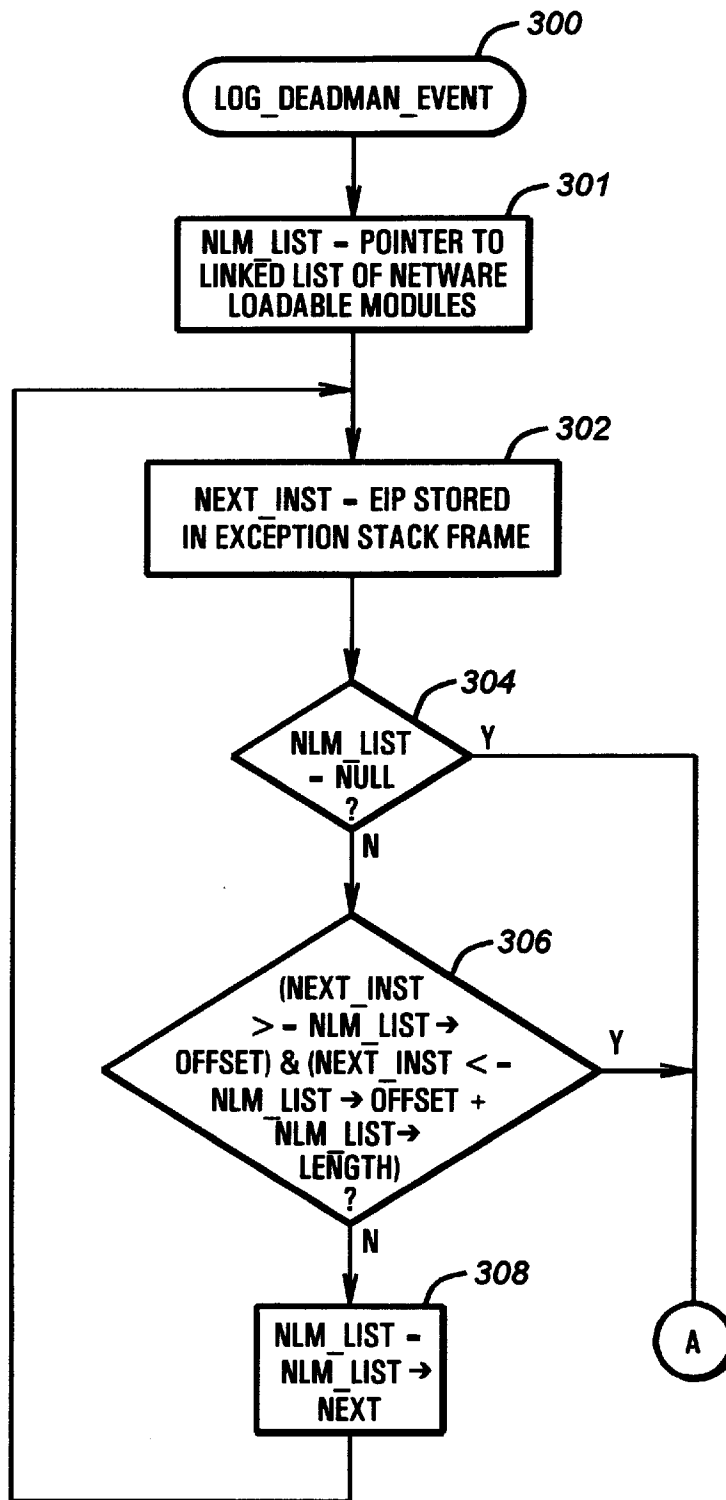 300
LOG_DEADMAN_EVENT
301
NLM_LIST - POINTER TO
LINKED LIST OF NETWARE
LOADABLE MODULES
302
NEXT_INST - EIP STORED
IN EXCEPTION STACK FRAME
304
NLM_LIST
- NULL
?
Y
N
306
(NEXT_INST
> - NLM_LIST →
OFFSET) & (NEXT_INST < -
NLM_LIST → OFFSET +
NLM_LIST →
LENGTH)
?
Y
N
308
NLM_LIST -
NLM_LIST →
NEXT
A